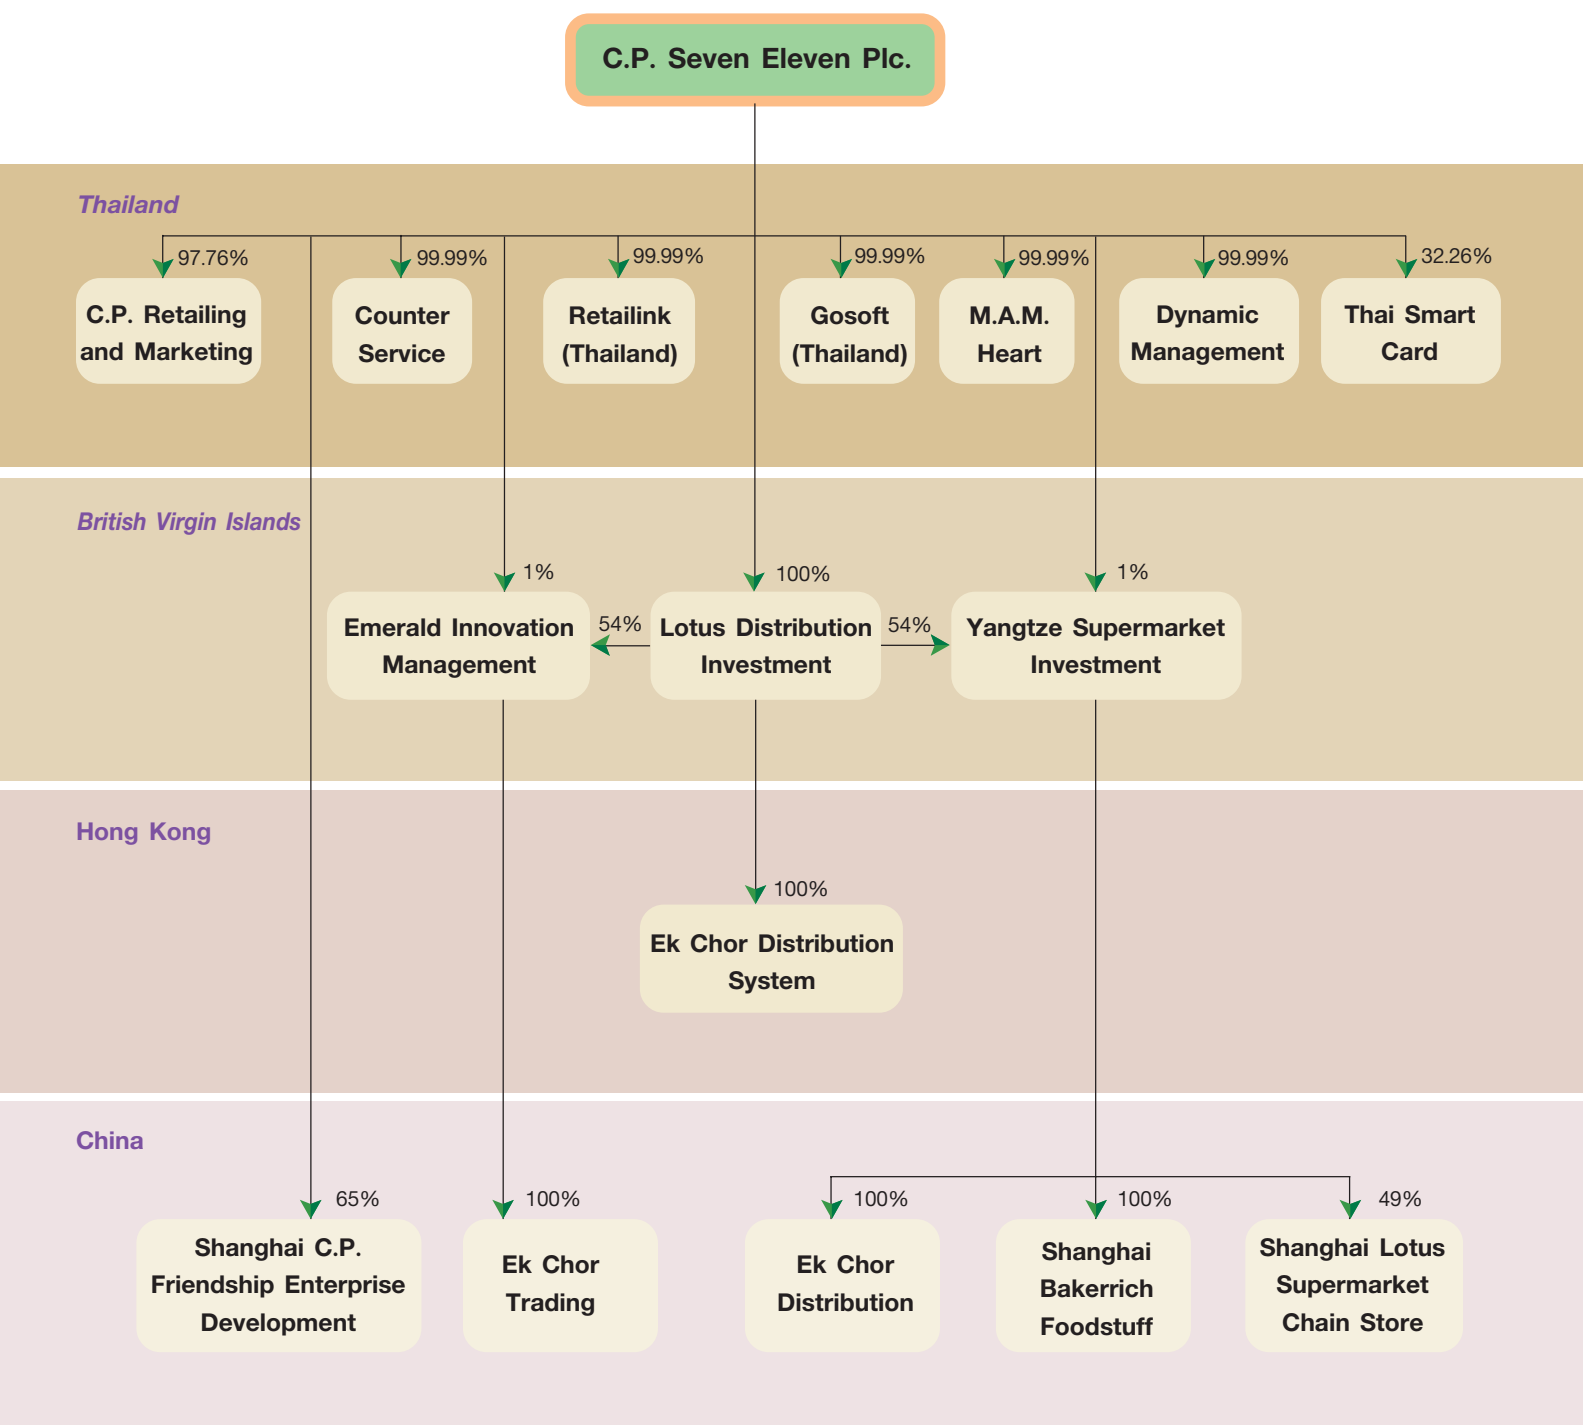 C.P. Seven Eleven Plc.
Thailand
97.76%
99.99%
99.99%
99.99%
99.99%
99.99%
32.26%
C.P. Retailing
and Marketing
Counter
Service
Retailink
(Thailand)
Gosoft
(Thailand)
M.A.M.
Heart
Dynamic
Management
Thai Smart
Card
British Virgin Islands
1%
100%
1%
Emerald Innovation
Management
54%
Lotus Distribution
Investment
54%
Yangtze Supermarket
Investment
Hong Kong
100%
Ek Chor Distribution
System
China
65%
100%
100%
100%
49%
Shanghai C.P.
Friendship Enterprise
Development
Ek Chor
Trading
Ek Chor
Distribution
Shanghai
Bakerrich
Foodstuff
Shanghai Lotus
Supermarket
Chain Store